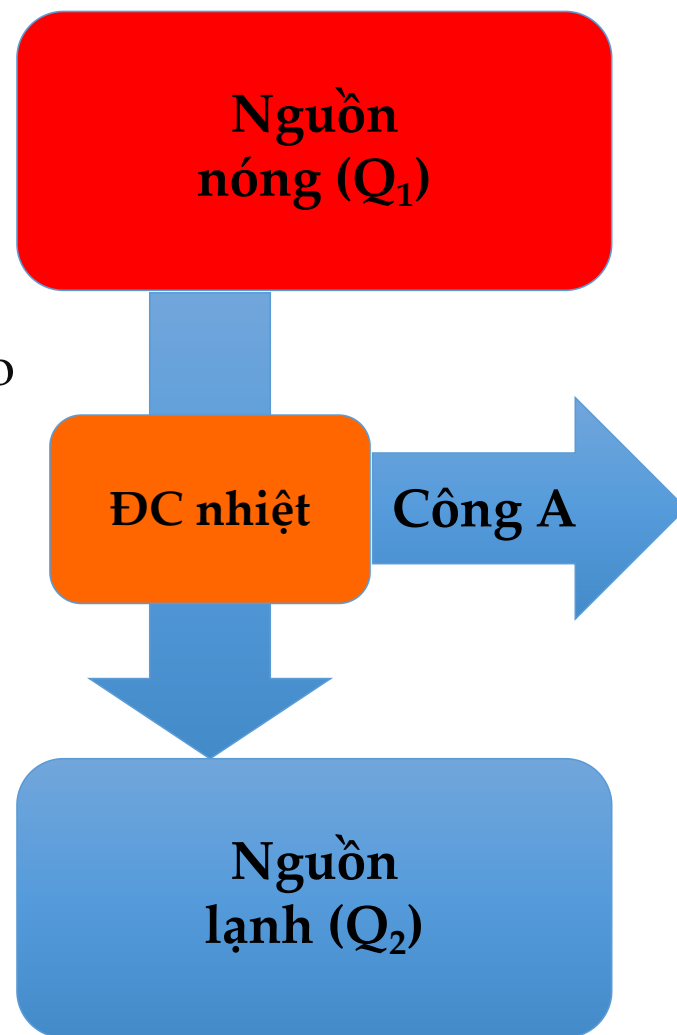 Nguồn
nóng (Q₁)
o
ĐC nhiệt
Công A
Nguồn
lạnh (Q₂)